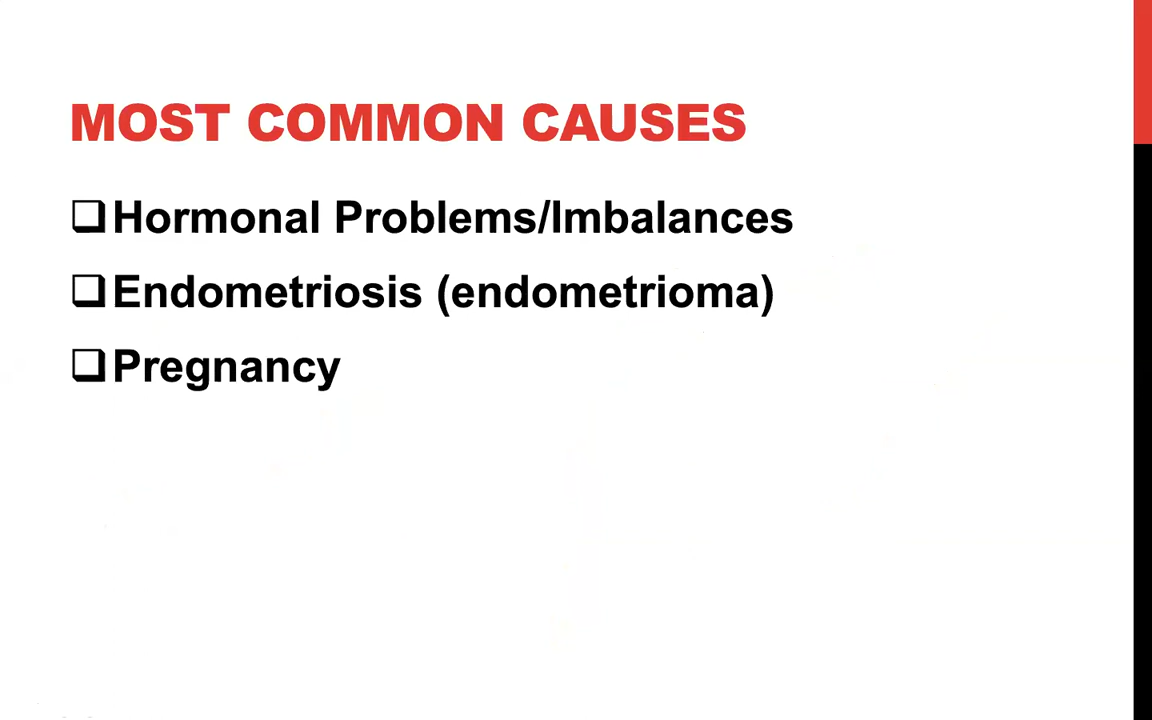 MOST COMMON CAUSES
❑Hormonal Problems/Imbalances
❑Endometriosis (endometrioma)
❑Pregnancy